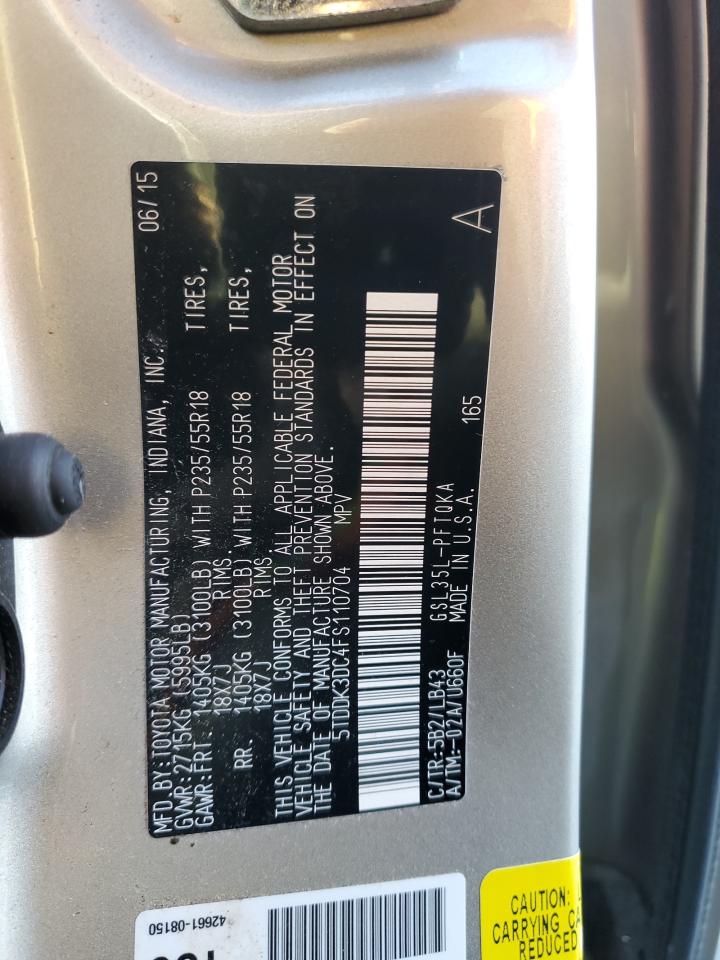 MFD.BY:TOYOTA MOTOR MANUFACTURING, INDIANA, INC. 06/15
GVWR:2715KG (5995LB)
GAWR:FRT. 1405KG (3100LB) WITH P235/55R18 TIRES,
18X7J RIMS.
RR. 1405KG (3100LB) WITH P235/55R18 TIRES,
18X7J RIMS.
THIS VEHICLE CONFORMS TO ALL APPLICABLE FEDERAL MOTOR
VEHICLE SAFETY AND THEFT PREVENTION STANDARDS IN EFFECT ON
THE DATE OF MANUFACTURE SHOWN ABOVE.
5TDDK3DC4FS110704 MPV
A
C/TR:5B2/LB43 GSL35L-PFTQKA 165
A/TM:-02A/U660F MADE IN U.S.A.
42661-08150
CAUTION:
CARRYING
REDUCED